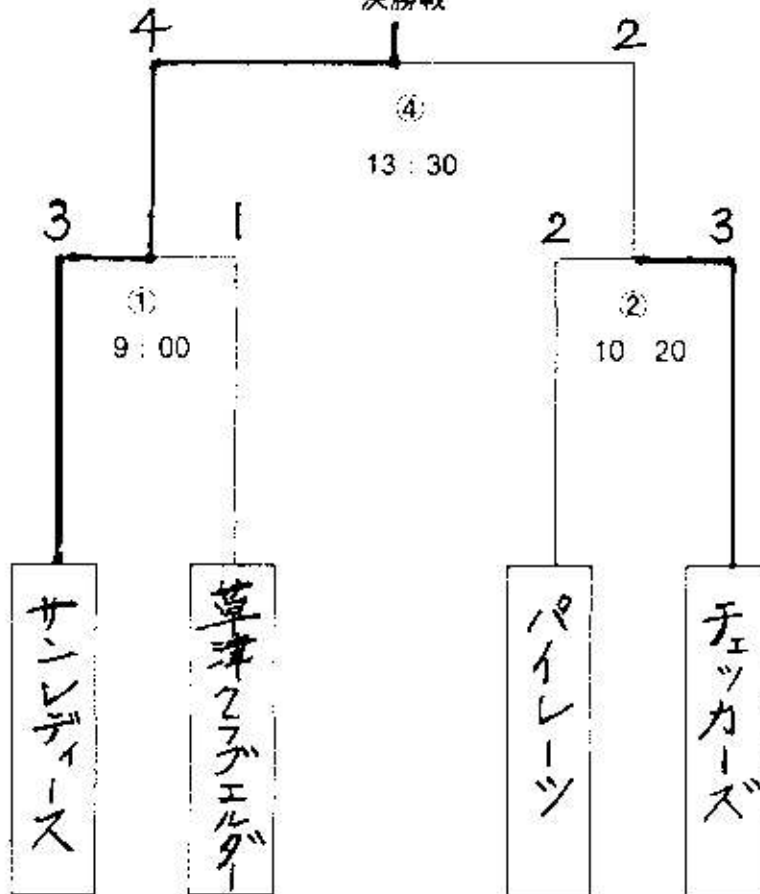 決勝戦
4 2
④
13:30
3 1 2 3
① ②
9:00 10 20
サンレディース
草津クラブエルダー
パイレーツ
チェッカーズ